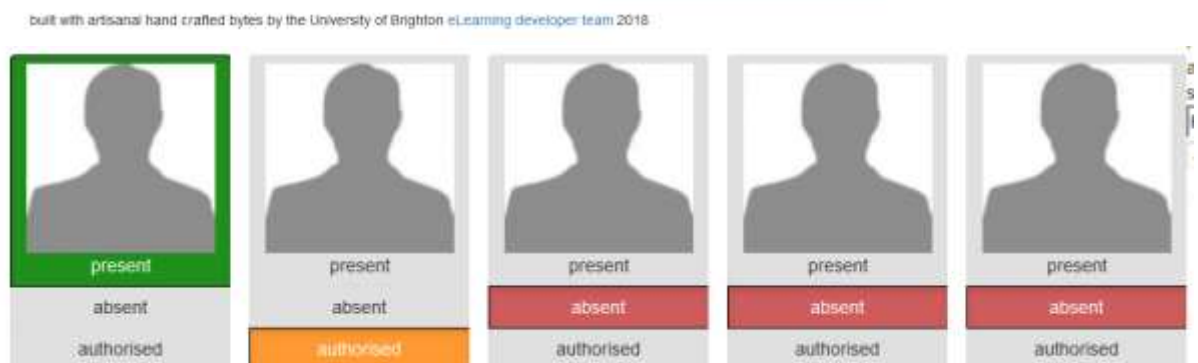 built with artisanal hand crafted bytes by the University of Brighton eLearning developer team 2018
present present present present present
absent absent absent absent absent
authorised authorised authorised authorised authorised